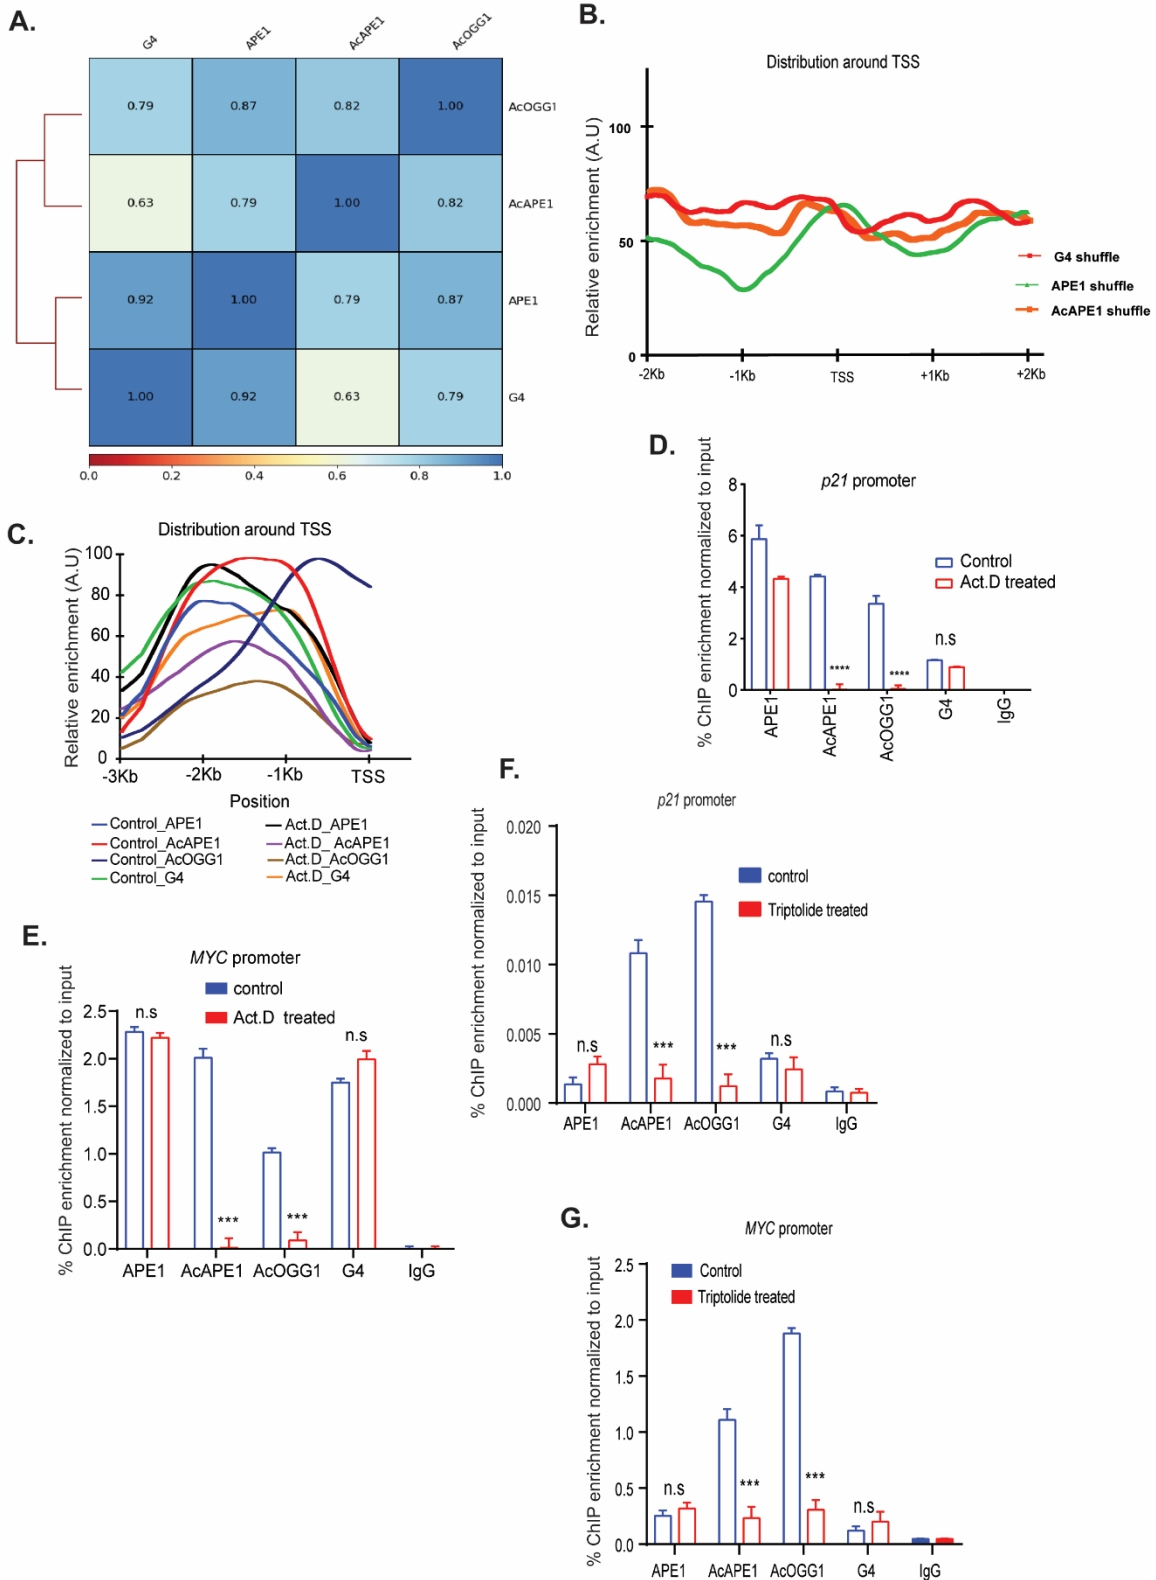 A.
G4 APE1 AcAPE1 AcOGG1
0.79 0.87 0.82 1.00 AcOGG1
0.63 0.79 1.00 0.82 AcAPE1
0.92 1.00 0.79 0.87 APE1
1.00 0.92 0.63 0.79 G4
0.0 0.2 0.4 0.6 0.8 1.0
B.
Distribution around TSS
Relative enrichment (A.U)
100
50
0
-2Kb -1Kb TSS +1Kb +2Kb
G4 shuffle
APE1 shuffle
AcAPE1 shuffle
C.
Distribution around TSS
Relative enrichment (A.U)
100
80
60
40
20
0
-3Kb -2Kb -1Kb TSS
Position
Control_APE1 Act.D_APE1
Control_AcAPE1 Act.D_ AcAPE1
Control_AcOGG1 Act.D_AcOGG1
Control_G4 Act.D_G4
D.
p21 promoter
% ChIP enrichment normalized to input
8
6
4
2
0
Control
Act.D treated
**** **** n.s
APE1 AcAPE1 AcOGG1 G4 IgG
E.
MYC promoter
control
Act.D treated
% ChIP enrichment normalized to input
2.5
2.0
1.5
1.0
0.5
0.0
n.s *** *** n.s
APE1 AcAPE1 AcOGG1 G4 IgG
F.
p21 promoter
% ChIP enrichment normalized to input
0.020
0.015
0.010
0.005
0.000
control
Triptolide treated
n.s *** *** n.s
APE1 AcAPE1 AcOGG1 G4 IgG
G.
MYC promoter
Control
Triptolide treated
% ChIP enrichment normalized to input
2.5
2.0
1.5
1.0
0.5
0.0
n.s *** *** n.s
APE1 AcAPE1 AcOGG1 G4 IgG